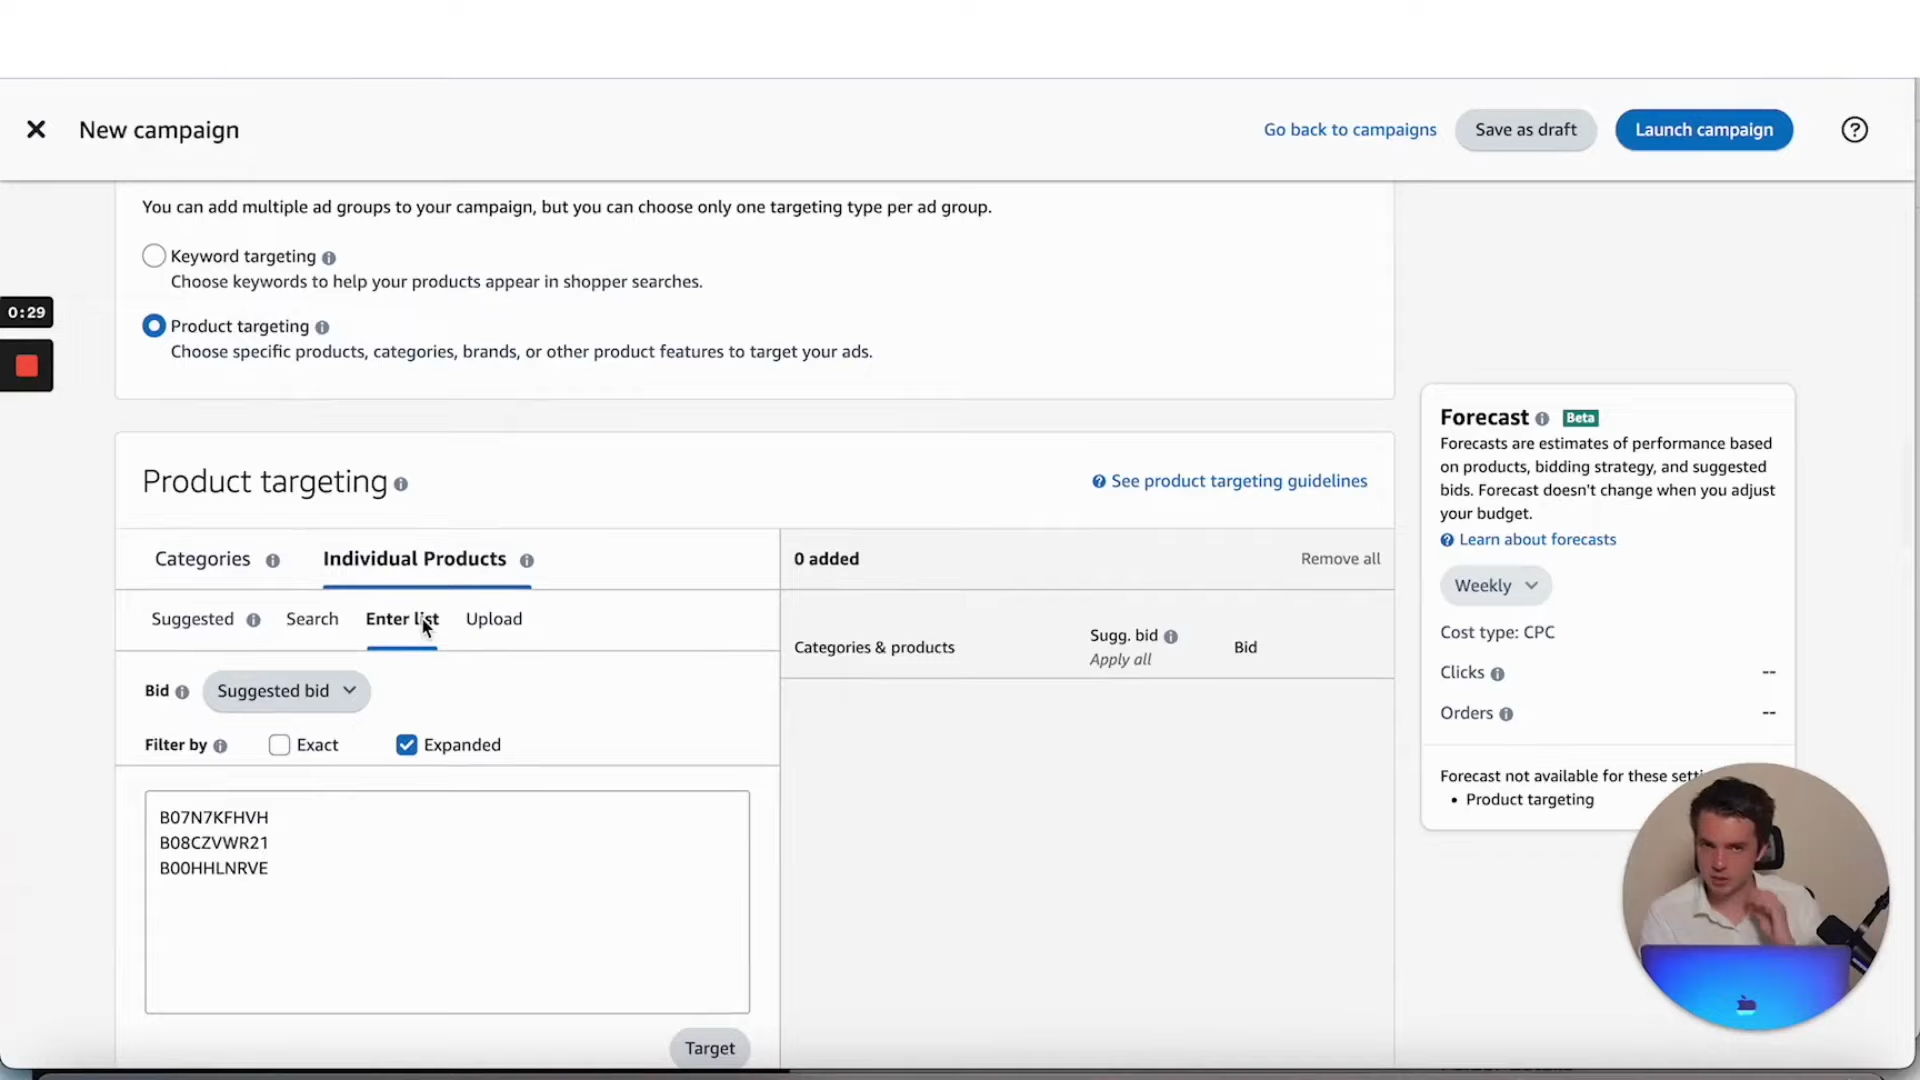 New campaign
Go back to campaigns
Save as draft
Launch campaign
You can add multiple ad groups to your campaign, but you can choose only one targeting type per ad group.
Keyword targeting
Choose keywords to help your products appear in shopper searches.
0:29
Product targeting
Choose specific products, categories, brands, or other product features to target your ads.
Product targeting
See product targeting guidelines
Categories
Individual Products
0 added
Remove all
Suggested
Search
Enter list
Upload
Categories & products
Sugg. bid
Apply all
Bid
Bid
Suggested bid
Filter by
Exact
Expanded
B07N7KFHVH
B08CZVWR21
B00HHLNRVE
Target
Forecast
Beta
Forecasts are estimates of performance based
on products, bidding strategy, and suggested
bids. Forecast doesn't change when you adjust
your budget.
Learn about forecasts
Weekly
Cost type: CPC
Clicks
--
Orders
--
Forecast not available for these
• Product targeting